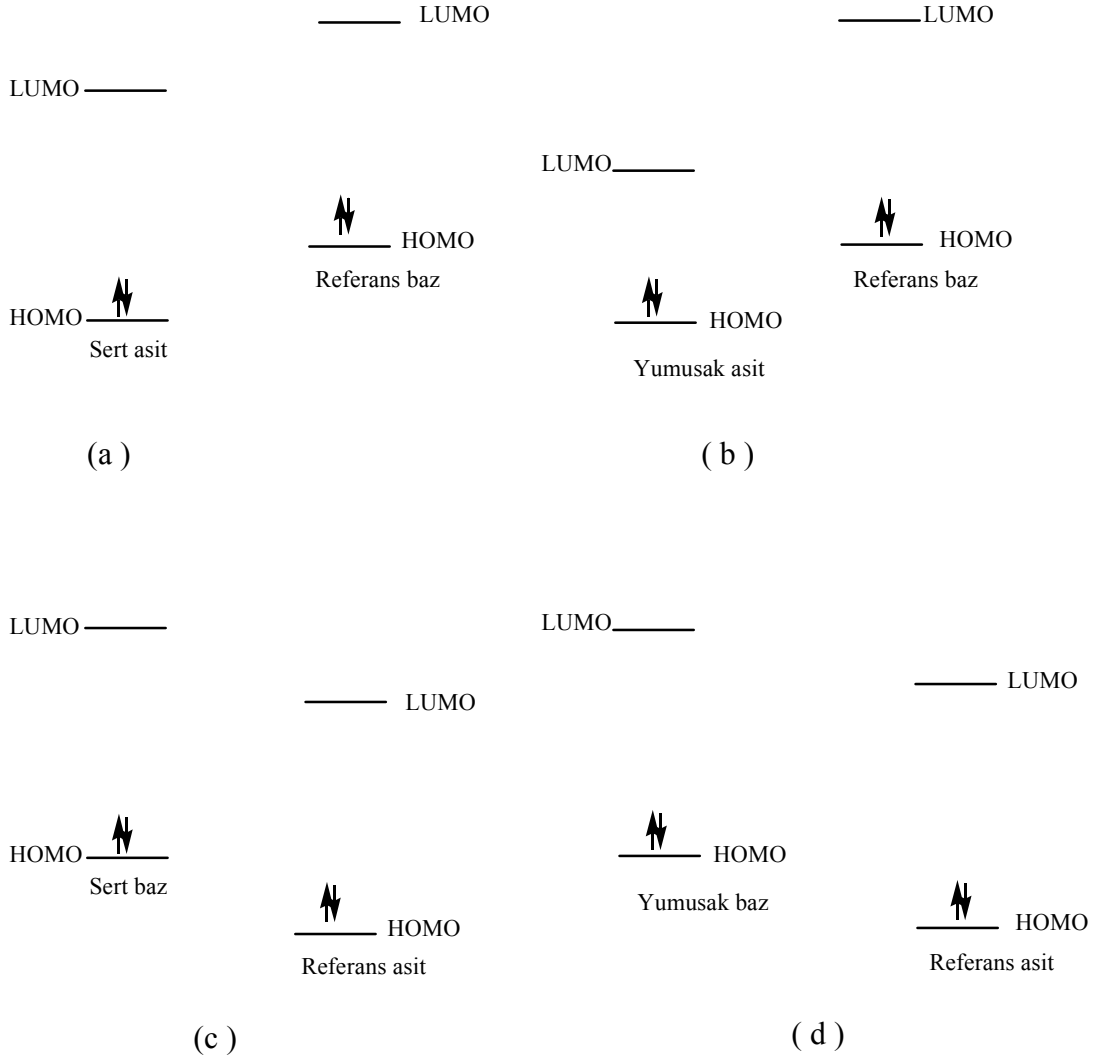 LUMO
LUMO
HOMO
Referans baz
HOMO
Sert asit
(a )
LUMO
LUMO
HOMO
Referans baz
HOMO
Yumusak asit
( b )
LUMO
LUMO
HOMO
Sert baz
HOMO
Referans asit
(c )
LUMO
LUMO
HOMO
Yumusak baz
HOMO
Referans asit
( d )